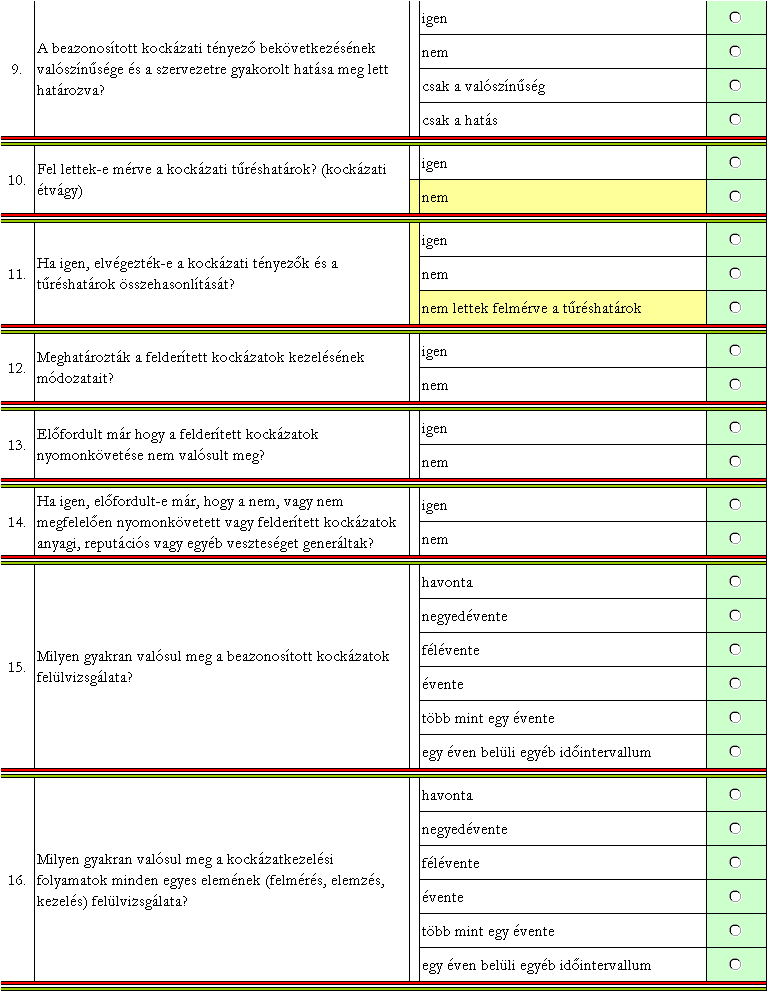 igen
9. A beazonosított kockázati tényező bekövetkezésének
valószínűsége és a szervezetre gyakorolt hatása meg lett
határozva?
nem
csak a valószínűség
csak a hatás
10. Fel lettek-e mérve a kockázati tűréshatárok? (kockázati
étvágy)
igen
nem
11. Ha igen, elvégezték-e a kockázati tényezők és a
tűréshatárok összehasonlítását?
igen
nem
nem lettek felmérve a tűréshatárok
12. Meghatározták a felderített kockázatok kezelésének
módozatait?
igen
nem
13. Előfordult már hogy a felderített kockázatok
nyomonkövetése nem valósult meg?
igen
nem
14. Ha igen, előfordult-e már, hogy a nem, vagy nem
megfelelően nyomonkövetett vagy felderített kockázatok
anyagi, reputációs vagy egyéb veszteséget generáltak?
igen
nem
15. Milyen gyakran valósul meg a beazonosított kockázatok
felülvizsgálata?
havonta
negyedévente
félévente
évente
több mint egy évente
egy éven belüli egyéb időintervallum
16. Milyen gyakran valósul meg a kockázatkezelési
folyamatok minden egyes elemének (felmérés, elemzés,
kezelés) felülvizsgálata?
havonta
negyedévente
félévente
évente
több mint egy évente
egy éven belüli egyéb időintervallum